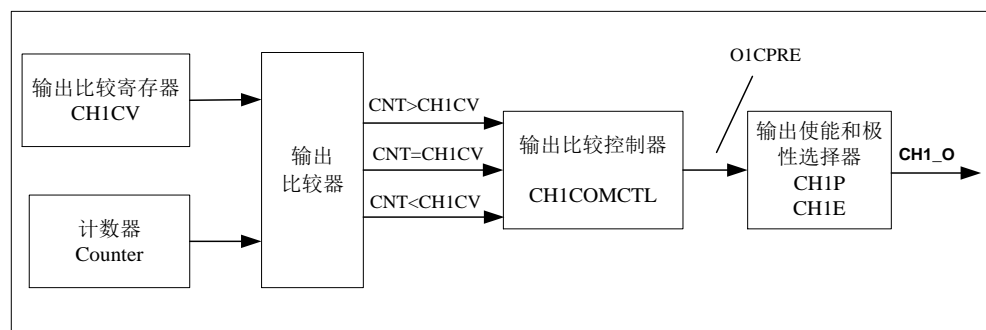 输出比较寄存器
CH1CV
计数器
Counter
输出
比较器
CNT>CH1CV
CNT=CH1CV
CNT<CH1CV
输出比较控制器
CH1COMCTL
O1CPRE
输出使能和极
性选择器
CH1P
CH1E
CH1_O